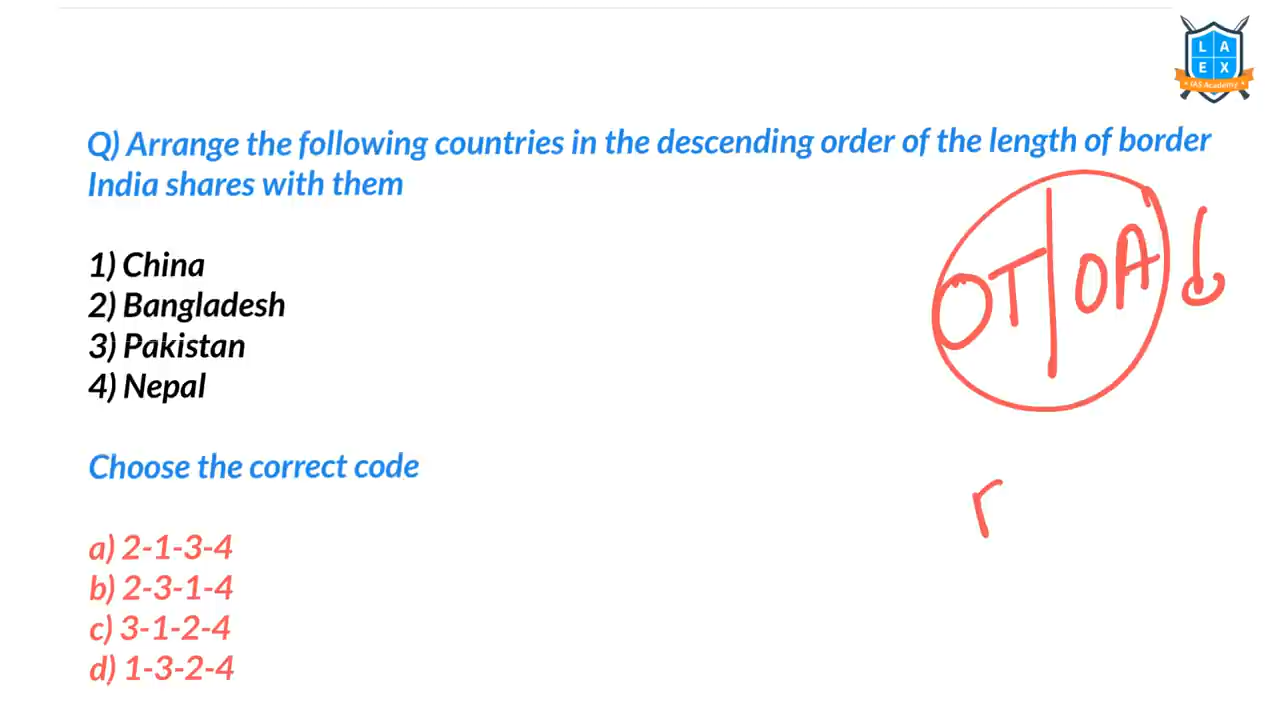 L A
E X
IAS Academy
Q) Arrange the following countries in the descending order of the length of border
India shares with them
1) China
2) Bangladesh
3) Pakistan
4) Nepal
OT | OA
Choose the correct code
a) 2-1-3-4
b) 2-3-1-4
c) 3-1-2-4
d) 1-3-2-4